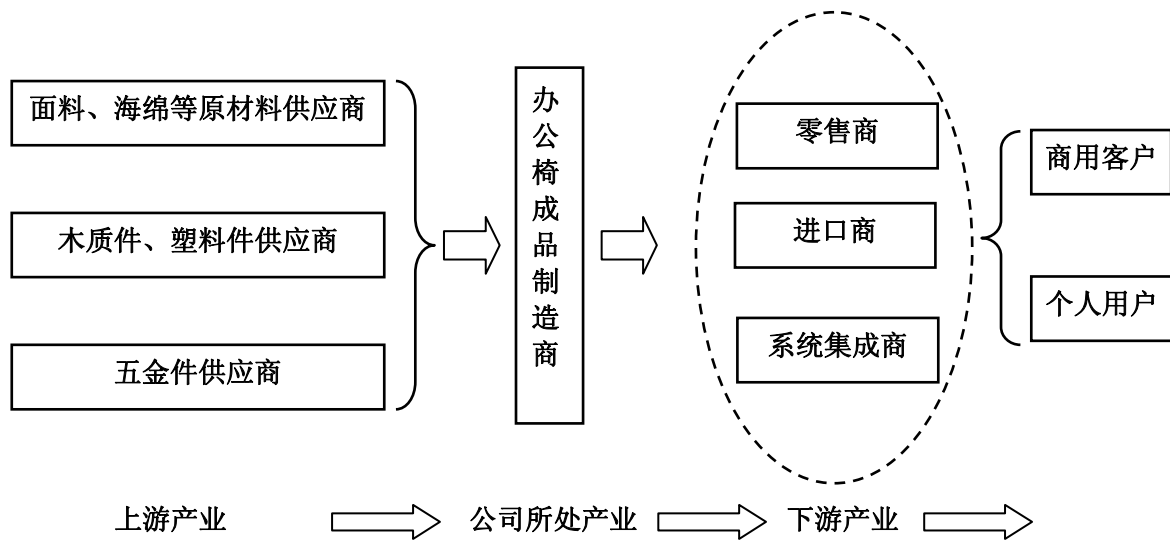 面料、海绵等原材料供应商
木质件、塑料件供应商
五金件供应商
办公椅成品制造商
零售商
进口商
系统集成商
商用客户
个人用户
上游产业
公司所处产业
下游产业